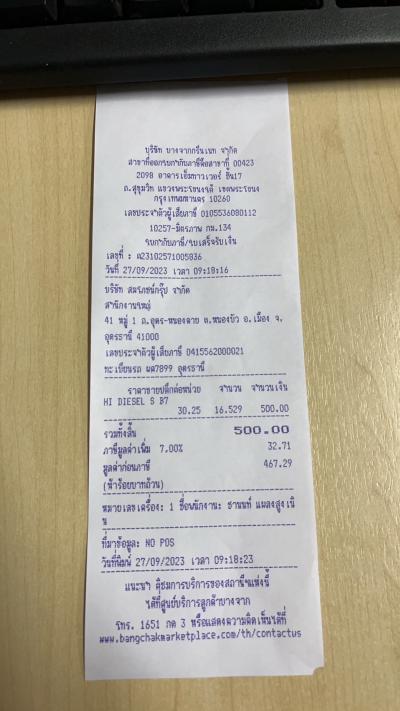 บริษัท บางจากกรีนเนท จำกัด
สาขาที่ออกใบกำกับภาษีคือสาขาที่ 00423
2098 อาคารเอ็มทาวเวอร์ ชั้น17
ถ.สุขุมวิท แขวงพระโขนงใต้ เขตพระโขนง
กรุงเทพมหานคร 10260
เลขประจำตัวผู้เสียภาษี 0105536080112
10257-มิตรภาพ กม.134
ใบกำกับภาษี/ใบเสร็จรับเงิน
เลขที่ : 23102571005836
วันที่ 27/09/2023 เวลา 09:18:16
บริษัท สมโภชน์กรุ๊ป จำกัด
สำนักงานใหญ่
41 หมู่ 1 ถ.อุดร-หนองคาย ต.หนองบัว อ.เมือง จ.
อุดรธานี 41000
เลขประจำตัวผู้เสียภาษี 0415562000021
ทะเบียนรถ ผค7899 อุดรธานี
ราคาขายปลีกต่อหน่วย จำนวน จำนวนเงิน
HI DIESEL S B7
30.25 16.529 500.00
รวมทั้งสิ้น 500.00
ภาษีมูลค่าเพิ่ม 7.00% 32.71
มูลค่าก่อนภาษี 467.29
(ห้าร้อยบาทถ้วน)
หมายเลขเครื่อง: 1 ชื่อพนักงาน: ชานนท์ แผลงสูงเนิ
น
ที่มาข้อมูล: NO POS
วันที่พิมพ์ 27/09/2023 เวลา 09:18:23
แนะนำ ติชมการบริการของสถานีฯแห่งนี้
ได้ที่ศูนย์บริการลูกค้าบางจาก
โทร. 1651 กด 3 หรือแสดงความคิดเห็นได้ที่
www.bangchakmarketplace.com/th/contactus